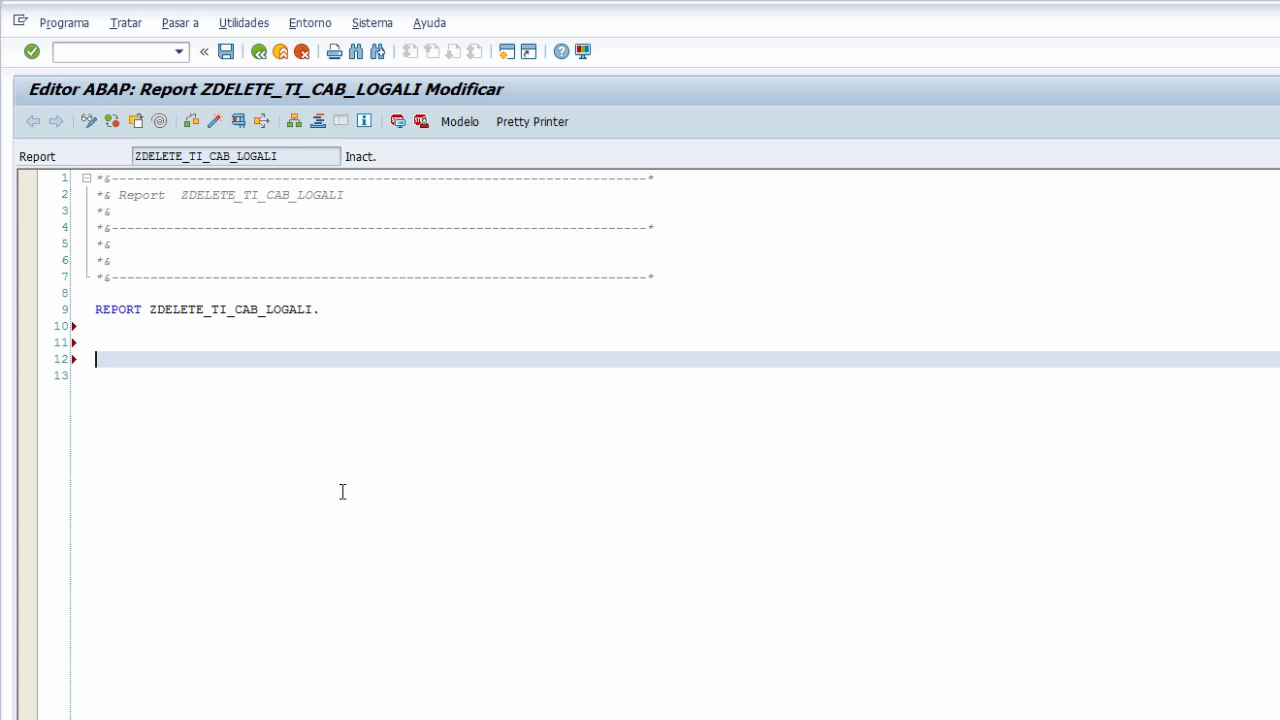 Programa Tratar Pasar a Utilidades Entorno Sistema Ayuda
Editor ABAP: Report ZDELETE_TI_CAB_LOGALI Modificar
Modelo Pretty Printer
Report ZDELETE_TI_CAB_LOGALI Inact.
1 *&---------------------------------------------------------------------*
2 *& Report ZDELETE_TI_CAB_LOGALI
3 *&
4 *&---------------------------------------------------------------------*
5 *&
6 *&
7 *&---------------------------------------------------------------------*
8
9 REPORT ZDELETE_TI_CAB_LOGALI.
10
11
12
13